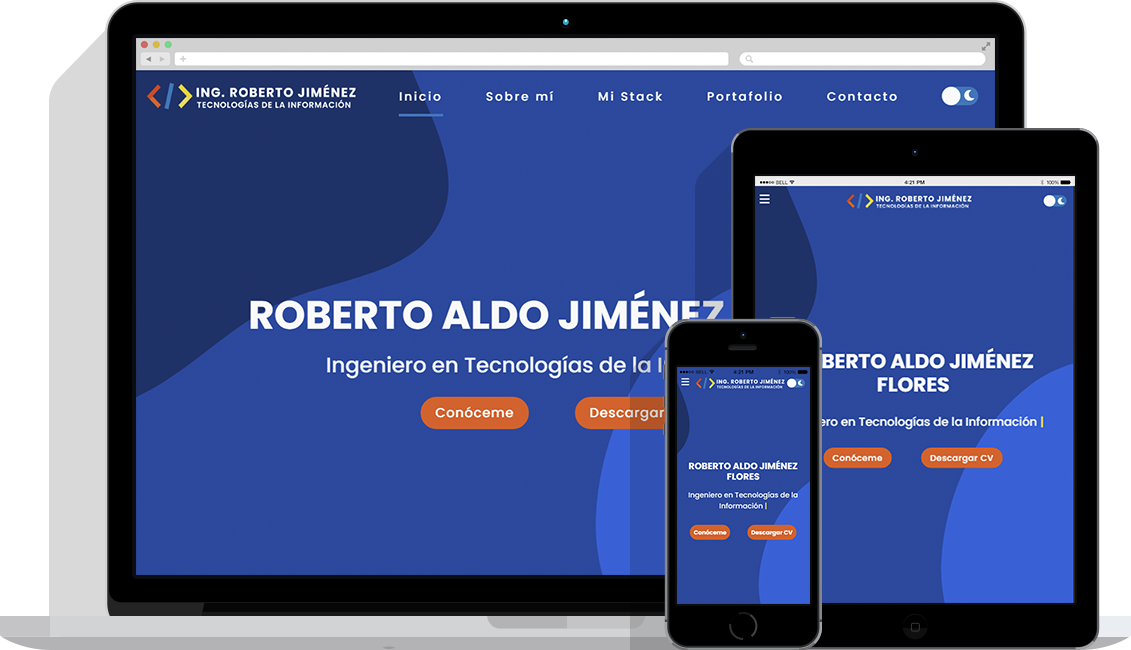 ING. ROBERTO JIMÉNEZ
TECNOLOGÍAS DE LA INFORMACIÓN
Inicio
Sobre mí
Mi Stack
Portafolio
Contacto
ROBERTO ALDO JIMÉNEZ
Ingeniero en Tecnologías de la I
Conóceme
Descargar
BELL
4:21 PM
100%
ING. ROBERTO JIMÉNEZ
TECNOLOGÍAS DE LA INFORMACIÓN
BERTO ALDO JIMÉNEZ
FLORES
ero en Tecnologías de la Información |
Conóceme
Descargar CV
BELL
4:21 PM
100%
ING. ROBERTO JIMÉNEZ
TECNOLOGÍAS DE LA INFORMACIÓN
ROBERTO ALDO JIMÉNEZ
FLORES
Ingeniero en Tecnologías de la
Información |
Conóceme
Descargar CV